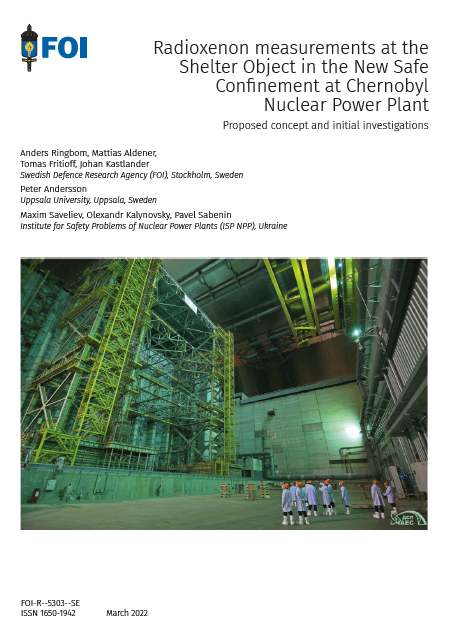 FOI
Radioxenon measurements at the
Shelter Object in the New Safe
Confinement at Chernobyl
Nuclear Power Plant
Proposed concept and initial investigations
Anders Ringbom, Mattias Aldener,
Tomas Fritioff, Johan Kastlander
Swedish Defence Research Agency (FOI), Stockholm, Sweden
Peter Andersson
Uppsala University, Uppsala, Sweden
Maxim Saveliev, Olexandr Kalynovsky, Pavel Sabenin
Institute for Safety Problems of Nuclear Power Plants (ISP NPP), Ukraine
ДСП
ЧАЕС
FOI-R--5303--SE
ISSN 1650-1942 March 2022